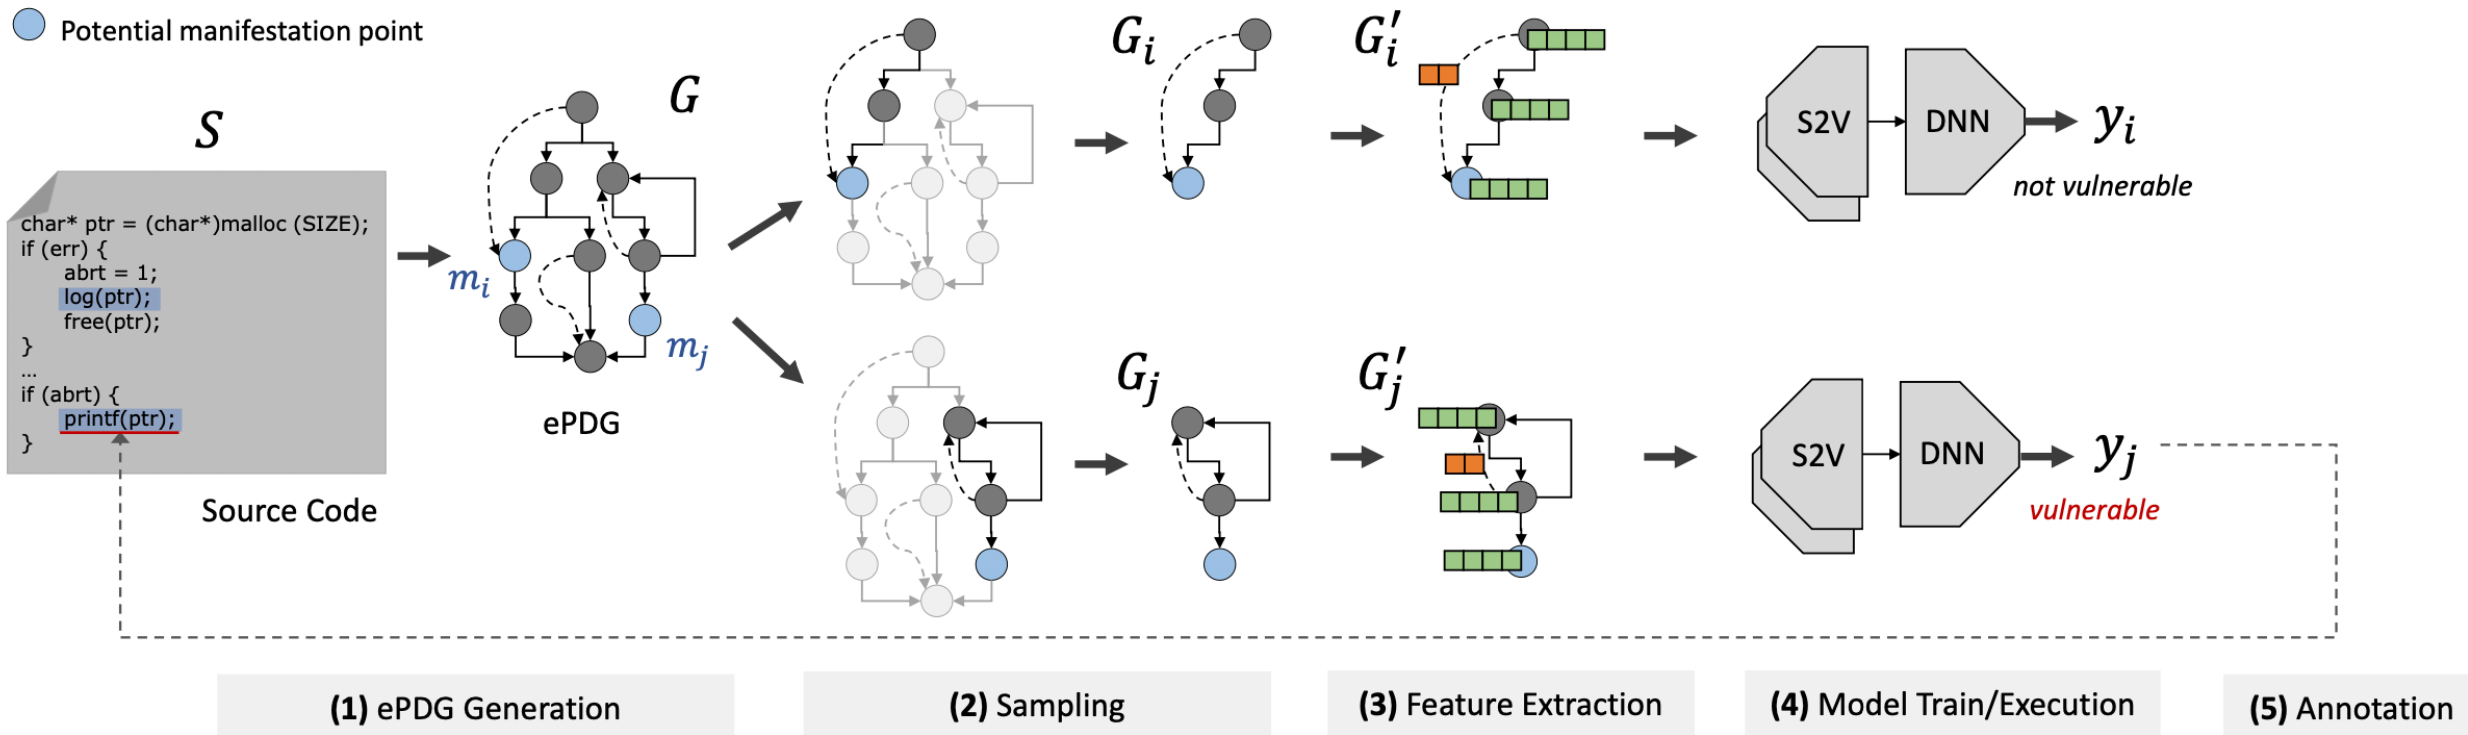 Potential manifestation point
S
char* ptr = (char*)malloc (SIZE);
if (err) {
abrt = 1;
log(ptr);
free(ptr);
}
...
if (abrt) {
printf(ptr);
}
Source Code
G
m_i
m_j
ePDG
G_i
G'_i
S2V
DNN
y_i
not vulnerable
G_j
G'_j
S2V
DNN
y_j
vulnerable
(1) ePDG Generation
(2) Sampling
(3) Feature Extraction
(4) Model Train/Execution
(5) Annotation